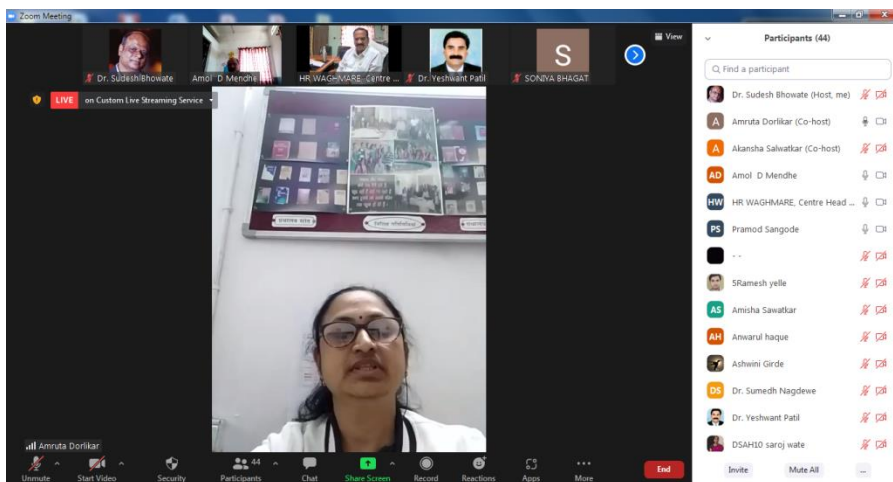 Zoom Meeting
Dr. Sudesh Bhowate
Amol D Mendhe
HR WAGHMARE, Centre ...
Dr. Yeshwant Patil
S
SONIYA BHAGAT
View
LIVE on Custom Live Streaming Service
Amruta Dorlikar
Unmute
Start Video
Security
44
Participants
Chat
Share Screen
Record
Reactions
Apps
More
End
Participants (44)
Find a participant
Dr. Sudesh Bhowate (Host, me)
A Amruta Dorlikar (Co-host)
A Akansha Salwatkar (Co-host)
AD Amol D Mendhe
HW HR WAGHMARE, Centre Head ...
PS Pramod Sangode
- -
SRamesh yelle
AS Amisha Sawatkar
AH Anwarul haque
Ashwini Girde
DS Dr. Sumedh Nagdewe
Dr. Yeshwant Patil
DSAH10 saroj wate
Invite
Mute All
...